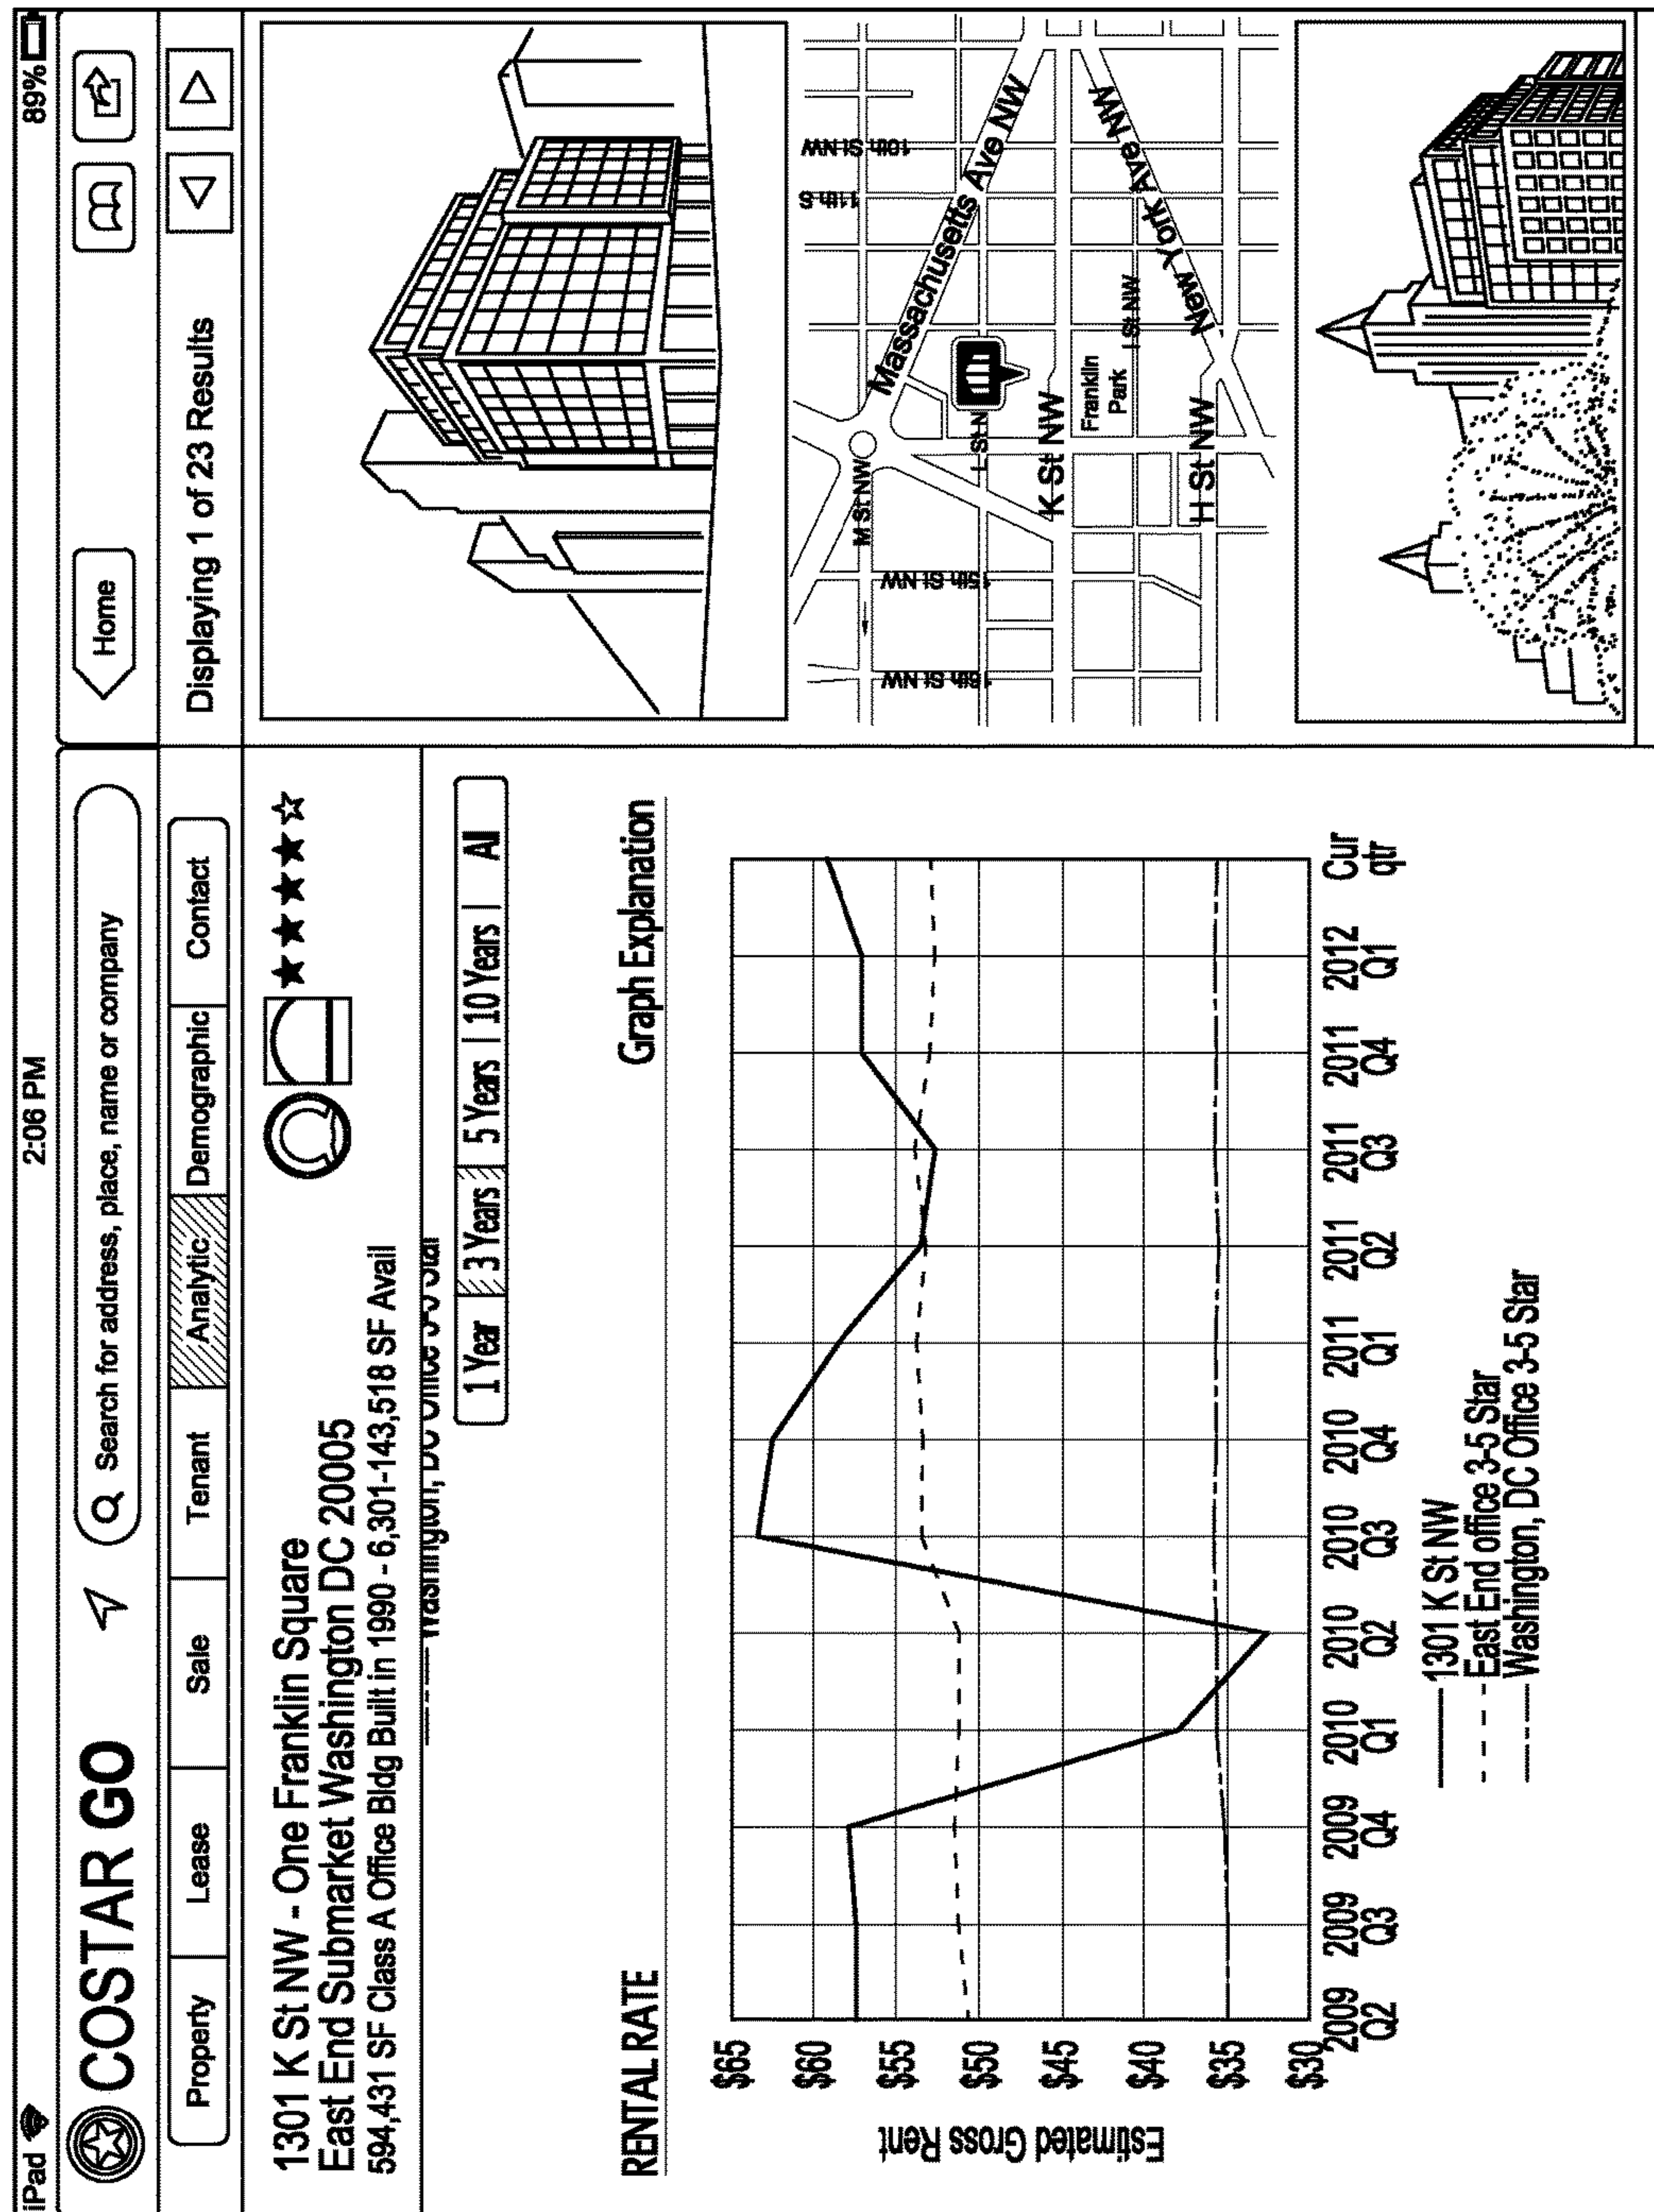 iPad 2:06 PM 89%
COSTAR GO
Search for address, place, name or company
Home
Property Lease Sale Tenant Analytic Demographic Contact
Displaying 1 of 23 Results
1301 K St NW - One Franklin Square
East End Submarket Washington DC 20005
594,431 SF Class A Office Bldg Built in 1990 - 6,301-143,518 SF Avail
Washington, DC Office 3-5 Star
1 Year 3 Years 5 Years | 10 Years | All
RENTAL RATE Graph Explanation
Estimated Gross Rent
$65
$60
$55
$50
$45
$40
$35
$30
2009 Q2
2009 Q3
2009 Q4
2010 Q1
2010 Q2
2010 Q3
2010 Q4
2011 Q1
2011 Q2
2011 Q3
2011 Q4
2012 Q1
Cur qtr
1301 K St NW
East End office 3-5 Star
Washington, DC Office 3-5 Star
Massachusetts Ave NW
New York Ave NW
M St NW
L St N
K St NW
I St NW
H St NW
Franklin
Park
10th St NW
11th S
15th St NW
16th St NW